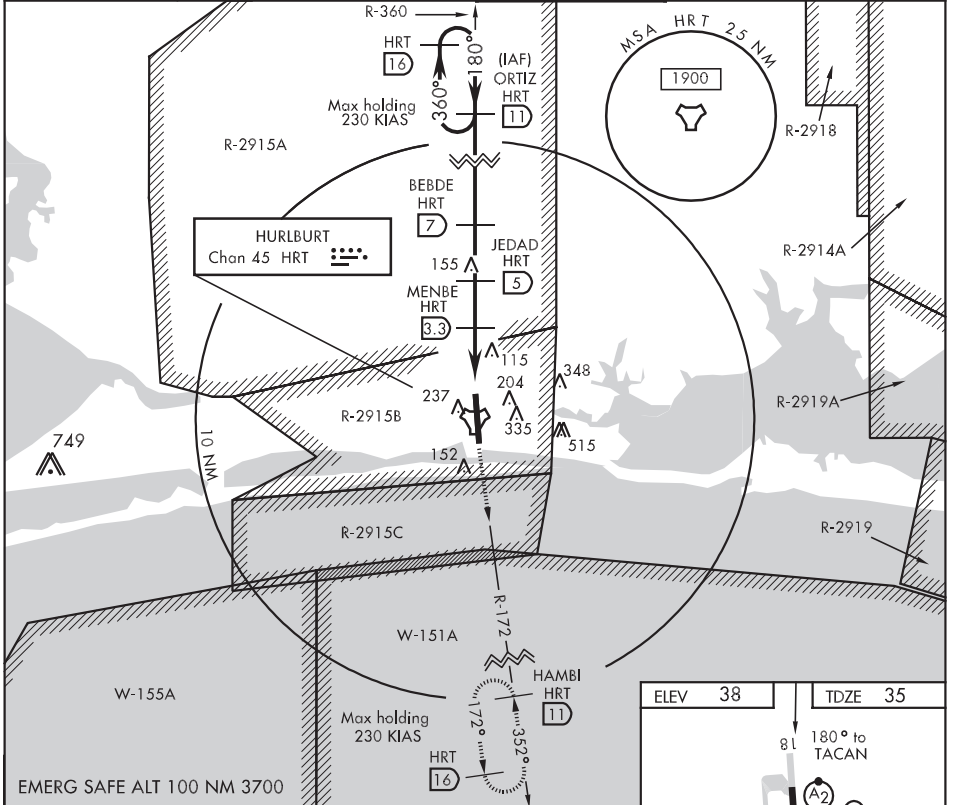 R-360
HRT
16
180°
360°
(IAF)
ORTIZ
HRT
11
Max holding
230 KIAS
MSA HRT 25 NM
1900
R-2918
R-2915A
BEBDE
HRT
7
HURLBURT
Chan 45 HRT
155
JEDAD
HRT
5
R-2914A
MENBE
HRT
3.3
115
348
237
204
R-2915B
335
R-2919A
515
749
10 NM
152
R-2915C
R-2919
R-172
W-151A
W-155A
HAMBI
HRT
11
Max holding
230 KIAS
172°
352°
HRT
16
EMERG SAFE ALT 100 NM 3700
ELEV 38
TDZE 35
18
180° to
TACAN
A2